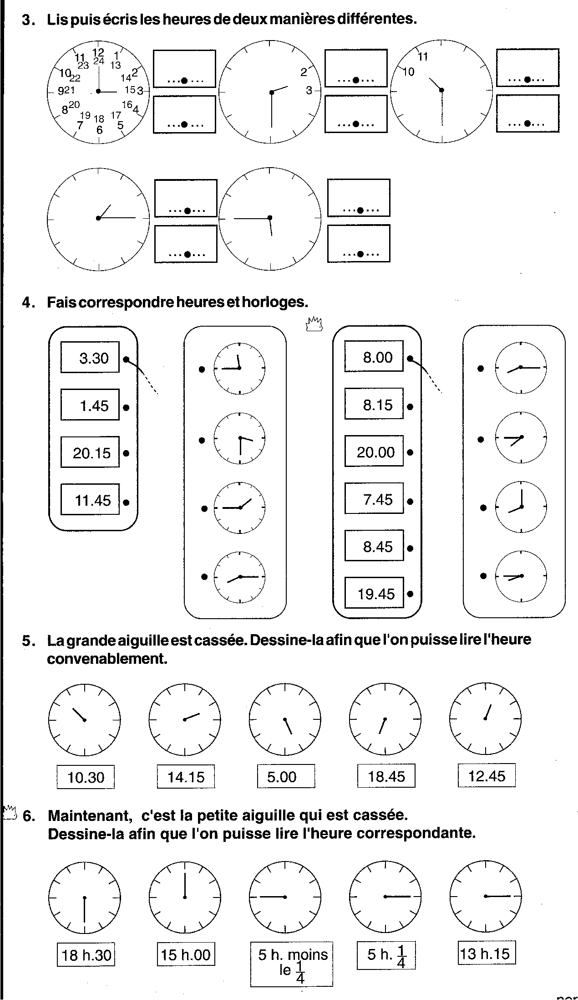 3. Lis puis écris les heures de deux manières différentes.
12
11 1
24
23 13
10 2
22 14
9 21 15 3
20 16
8 4
19 18 17
7 6 5
...●...
...●...
2
3
...●...
...●...
11
10
...●...
...●...
...●...
...●...
...●...
...●...
4. Fais correspondre heures et horloges.
3.30
1.45
20.15
11.45
8.00
8.15
20.00
7.45
8.45
19.45
5. La grande aiguille est cassée. Dessine-la afin que l'on puisse lire l'heure
convenablement.
10.30 14.15 5.00 18.45 12.45
6. Maintenant, c'est la petite aiguille qui est cassée.
Dessine-la afin que l'on puisse lire l'heure correspondante.
18 h.30 15 h.00 5 h. moins
le 1/4
5 h. 1/4
13 h.15